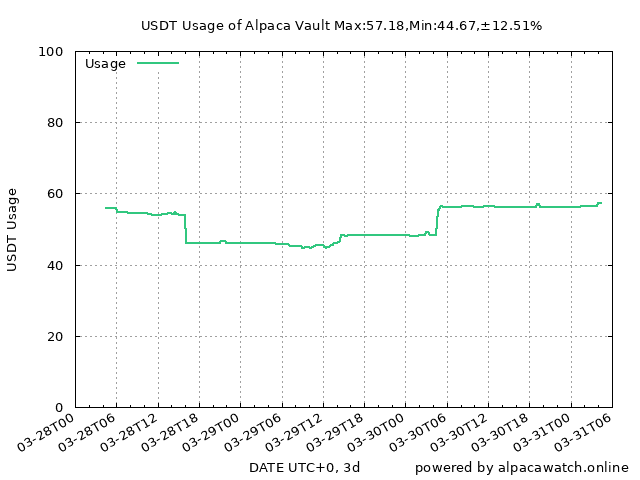 USDT Usage of Alpaca Vault Max:57.18,Min:44.67,±12.51%
Usage
100
80
60
40
20
0
USDT Usage
03-28T00
03-28T06
03-28T12
03-28T18
03-29T00
03-29T06
03-29T12
03-29T18
03-30T00
03-30T06
03-30T12
03-30T18
03-31T00
03-31T06
DATE UTC+0, 3d
powered by alpacawatch.online